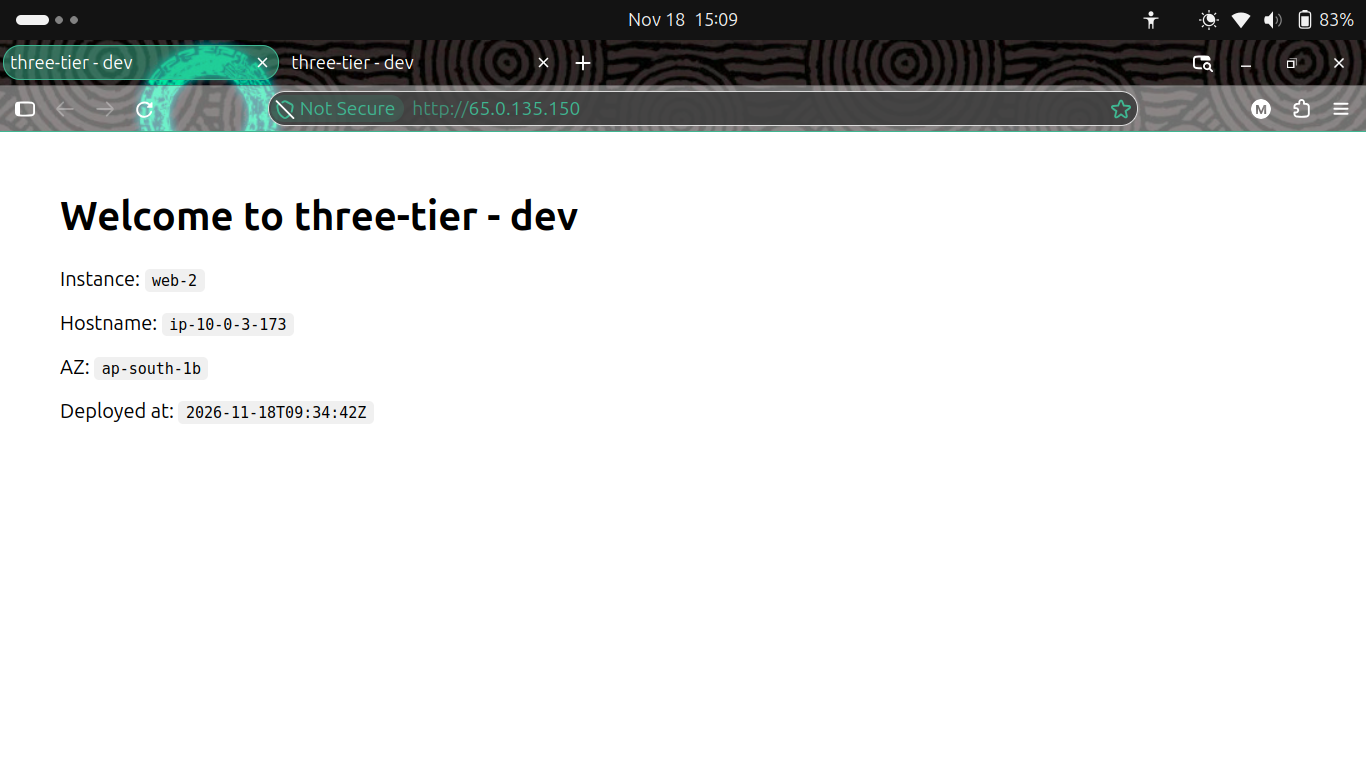 Nov 18 15:09
83%
three-tier - dev
three-tier - dev
Not Secure
http://65.0.135.150
M
Welcome to three-tier - dev
Instance: web-2
Hostname: ip-10-0-3-173
AZ: ap-south-1b
Deployed at: 2026-11-18T09:34:42Z